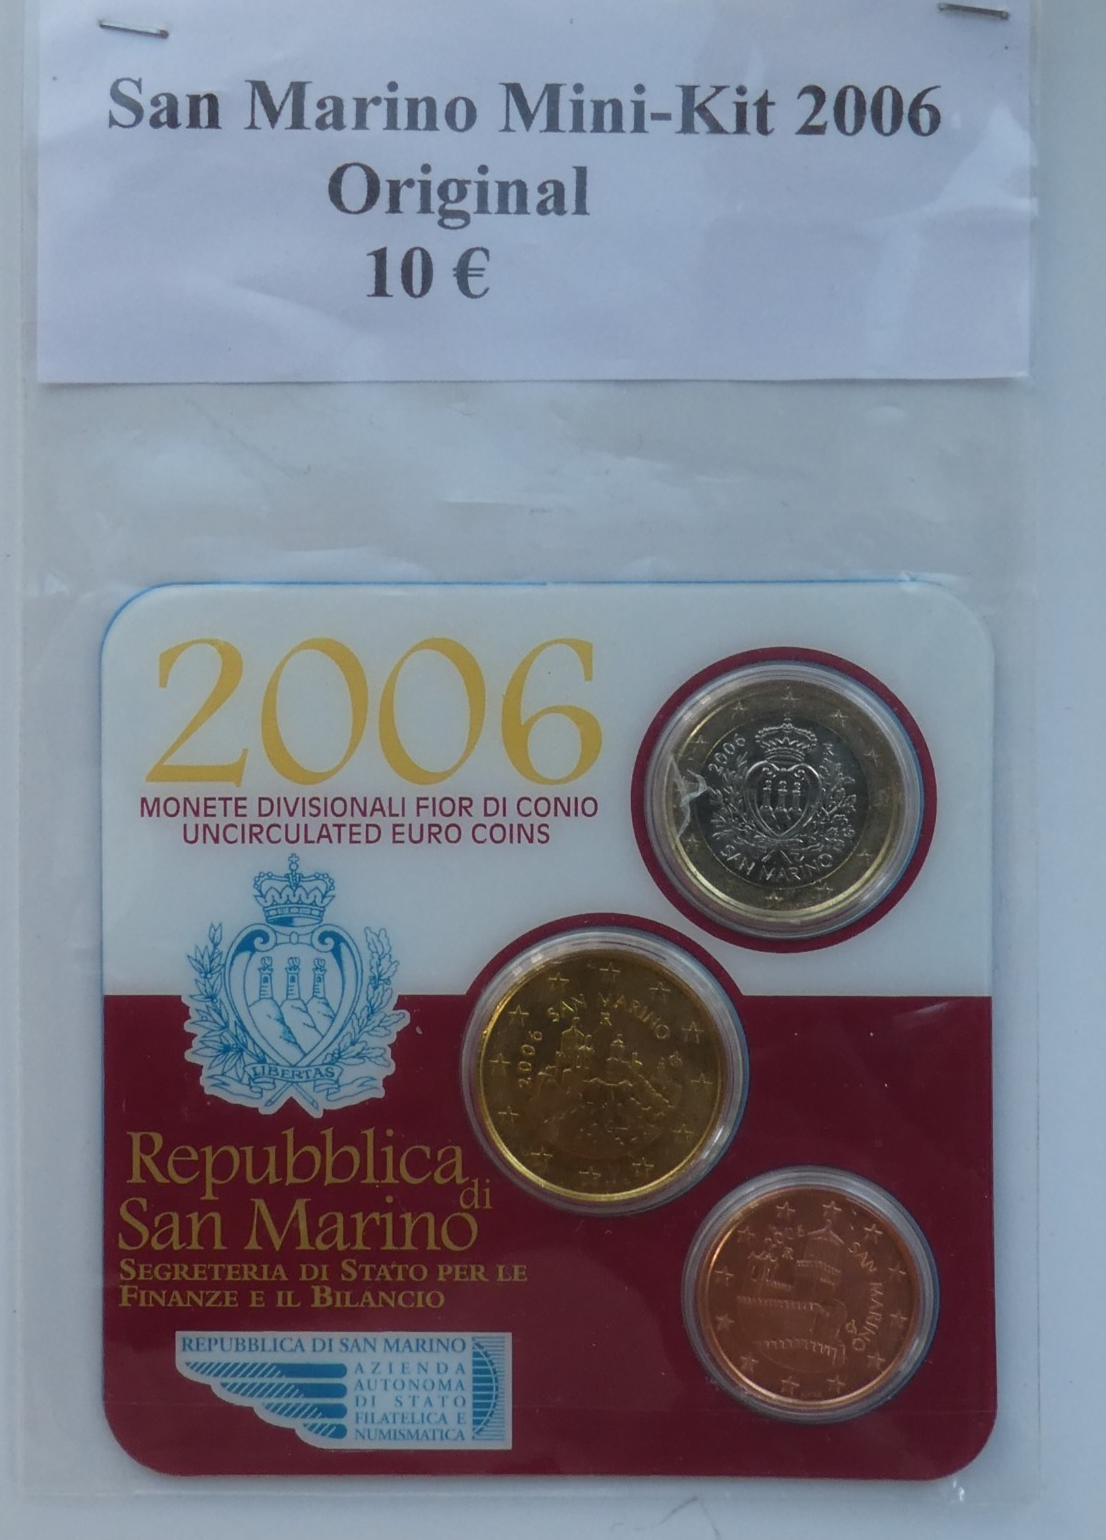 San Marino Mini-Kit 2006
Original
10 €
2006
MONETE DIVISIONALI FIOR DI CONIO
UNCIRCULATED EURO COINS
2006
SAN MARINO
LIBERTAS
2006 SAN MARINO
R
Repubblica
di
San Marino
SEGRETERIA DI STATO PER LE
FINANZE E IL BILANCIO
2006 SAN MARINO
R
REPUBBLICA DI SAN MARINO
AZIENDA
AUTONOMA
DI STATO
FILATELICA E
NUMISMATICA